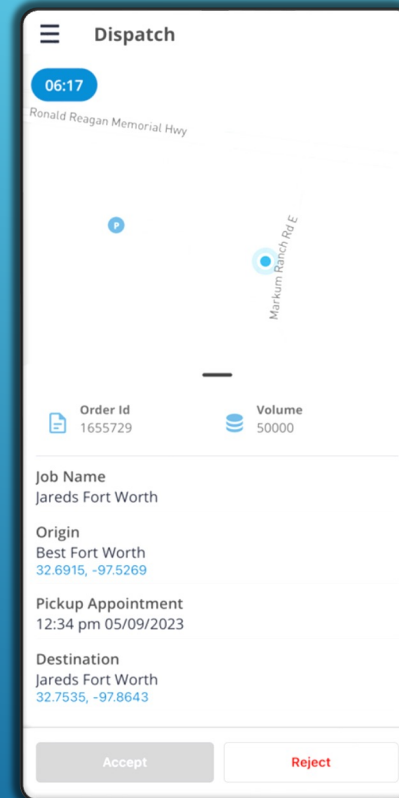 Dispatch
06:17
Ronald Reagan Memorial Hwy
P
Markum Ranch Rd E
Order Id
1655729
Volume
50000
Job Name
Jareds Fort Worth
Origin
Best Fort Worth
32.6915, -97.5269
Pickup Appointment
12:34 pm 05/09/2023
Destination
Jareds Fort Worth
32.7535, -97.8643
Accept
Reject